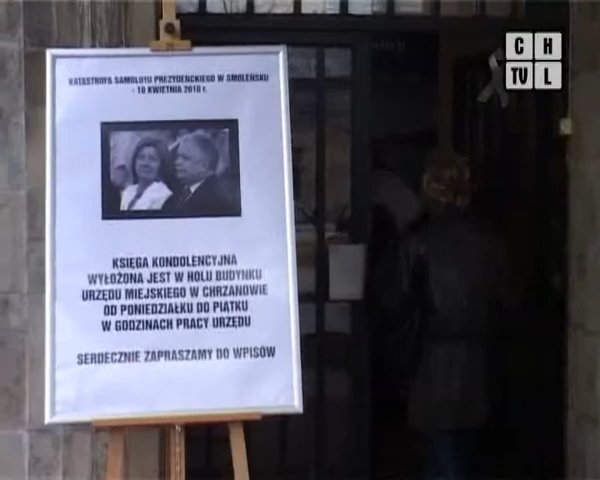 KATASTROFA SAMOLOTU PREZYDENCKIEGO W SMOLEŃSKU
- 10 KWIETNIA 2010 r.
KSIĘGA KONDOLENCYJNA
WYŁOŻONA JEST W HOLU BUDYNKU
URZĘDU MIEJSKIEGO W CHRZANOWIE
OD PONIEDZIAŁKU DO PIĄTKU
W GODZINACH PRACY URZĘDU
SERDECZNIE ZAPRASZAMY DO WPISÓW
CH
TV L